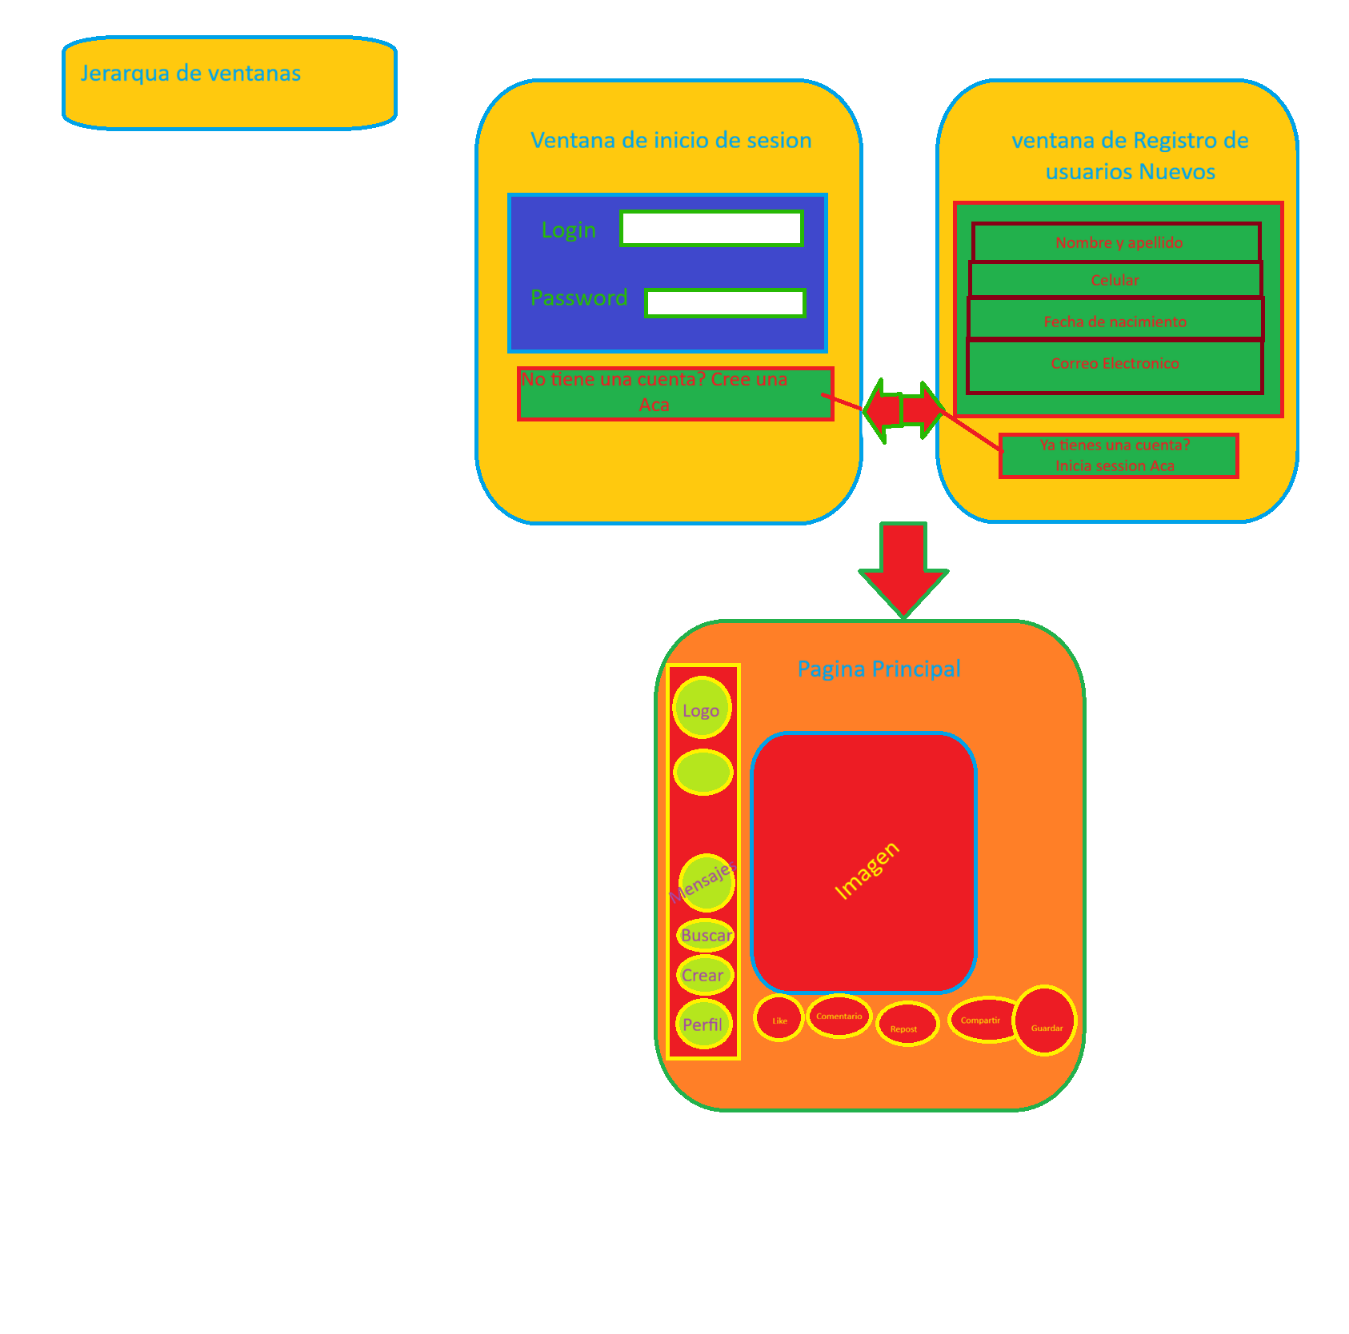 Jerarqua de ventanas
Ventana de inicio de sesion
Login
Password
No tiene una cuenta? Cree una
Aca
ventana de Registro de
usuarios Nuevos
Nombre y apellido
Celular
Fecha de nacimiento
Correo Electronico
Ya tienes una cuenta?
Inicia session Aca
Pagina Principal
Logo
Mensajes
Buscar
Crear
Perfil
Imagen
Like
Comentario
Repost
Compartir
Guardar